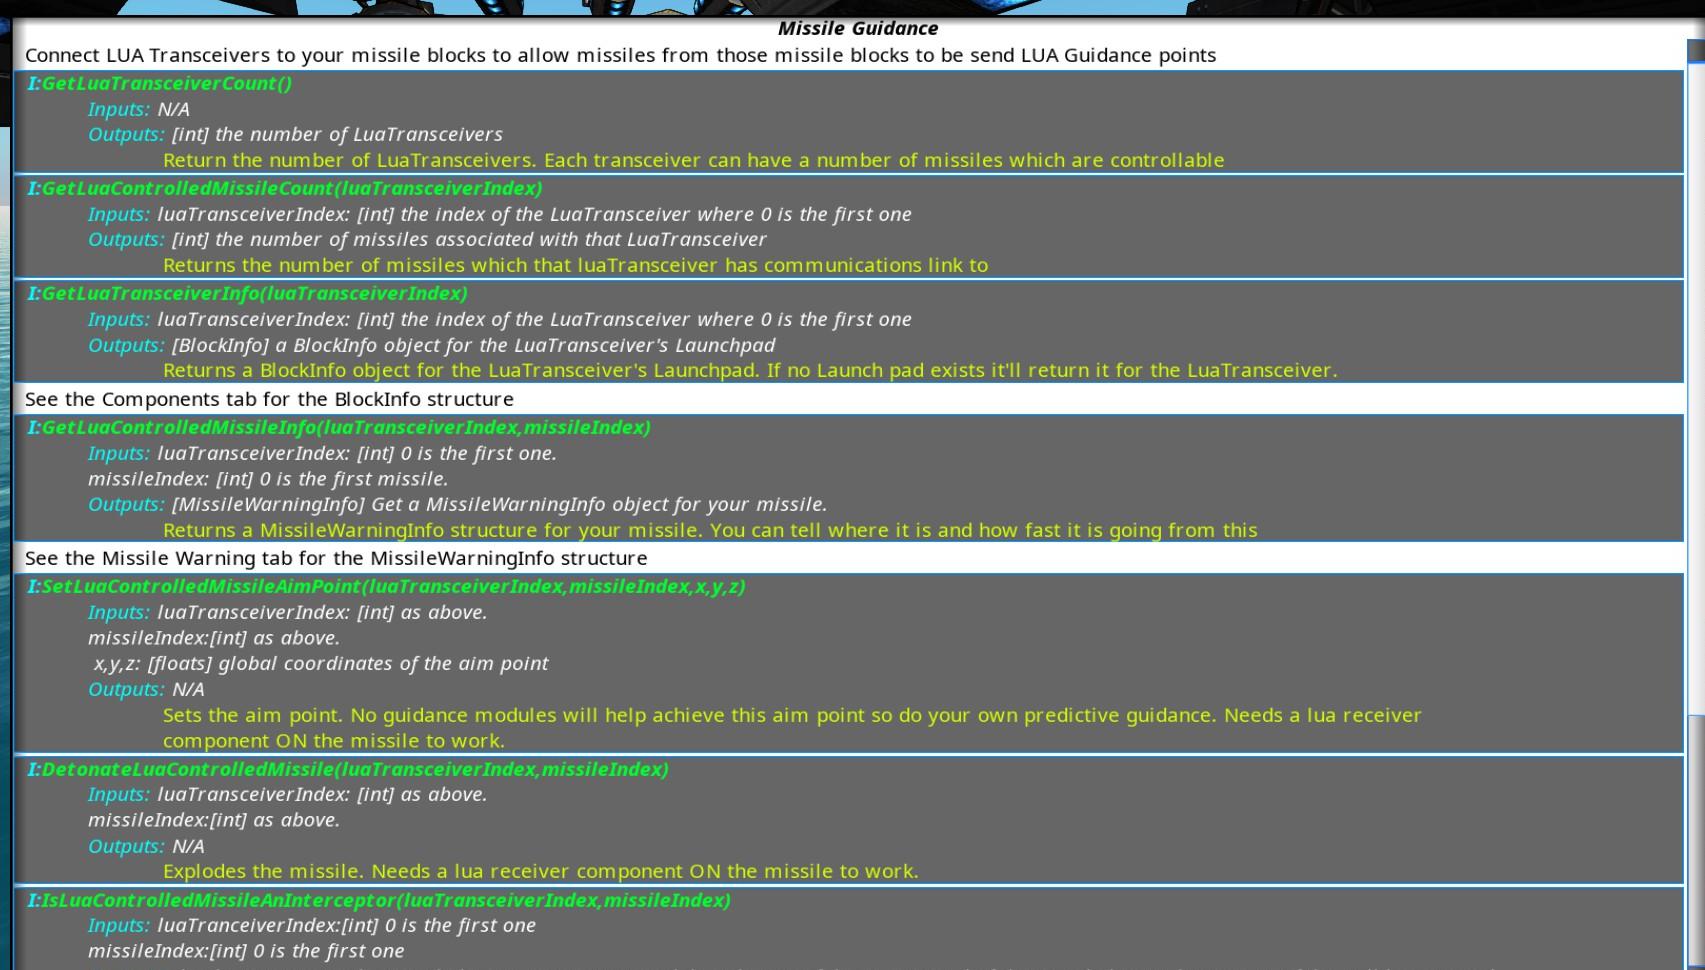 Missile Guidance
Connect LUA Transceivers to your missile blocks to allow missiles from those missile blocks to be send LUA Guidance points
I:GetLuaTransceiverCount()
Inputs: N/A
Outputs: [int] the number of LuaTransceivers
Return the number of LuaTransceivers. Each transceiver can have a number of missiles which are controllable
I:GetLuaControlledMissileCount(luaTransceiverIndex)
Inputs: luaTransceiverIndex: [int] the index of the LuaTransceiver where 0 is the first one
Outputs: [int] the number of missiles associated with that LuaTransceiver
Returns the number of missiles which that luaTransceiver has communications link to
I:GetLuaTransceiverInfo(luaTransceiverIndex)
Inputs: luaTranceiverIndex: [int] the index of the LuaTransceiver where 0 is the first one
Outputs: [BlockInfo] a BlockInfo object for the LuaTransceiver's Launchpad
Returns a BlockInfo object for the LuaTransceiver's Launchpad. If no Launch pad exists it'll return it for the LuaTransceiver.
See the Components tab for the BlockInfo structure
I:GetLuaControlledMissileInfo(luaTransceiverIndex,missileIndex)
Inputs: luaTransceiverIndex: [int] 0 is the first one.
missileIndex: [int] 0 is the first missile.
Outputs: [MissileWarningInfo] Get a MissileWarningInfo object for your missile.
Returns a MissileWarningInfo structure for your missile. You can tell where it is and how fast it is going from this
See the Missile Warning tab for the MissileWarningInfo structure
I:SetLuaControlledMissileAimPoint(luaTransceiverIndex,missileIndex,x,y,z)
Inputs: luaTransceiverIndex: [int] as above.
missileIndex:[int] as above.
x,y,z: [floats] global coordinates of the aim point
Outputs: N/A
Sets the aim point. No guidance modules will help achieve this aim point so do your own predictive guidance. Needs a lua receiver
component ON the missile to work.
I:DetonateLuaControlledMissile(luaTransceiverIndex,missileIndex)
Inputs: luaTransceiverIndex: [int] as above.
missileIndex:[int] as above.
Outputs: N/A
Explodes the missile. Needs a lua receiver component ON the missile to work.
I:IsLuaControlledMissileAnInterceptor(luaTransceiverIndex,missileIndex)
Inputs: luaTranceiverIndex:[int] 0 is the first one
missileIndex:[int] 0 is the first one